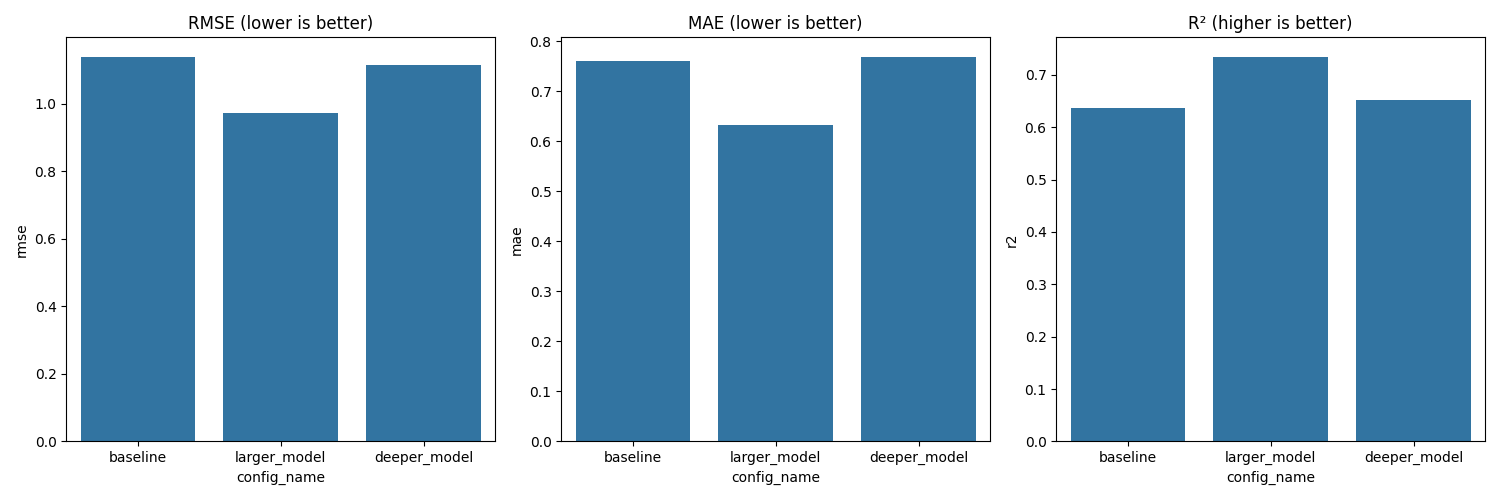 RMSE (lower is better)
rmse
1.0
0.8
0.6
0.4
0.2
0.0
baseline larger_model deeper_model
config_name
MAE (lower is better)
mae
0.8
0.7
0.6
0.5
0.4
0.3
0.2
0.1
0.0
baseline larger_model deeper_model
config_name
R² (higher is better)
r2
0.7
0.6
0.5
0.4
0.3
0.2
0.1
0.0
baseline larger_model deeper_model
config_name